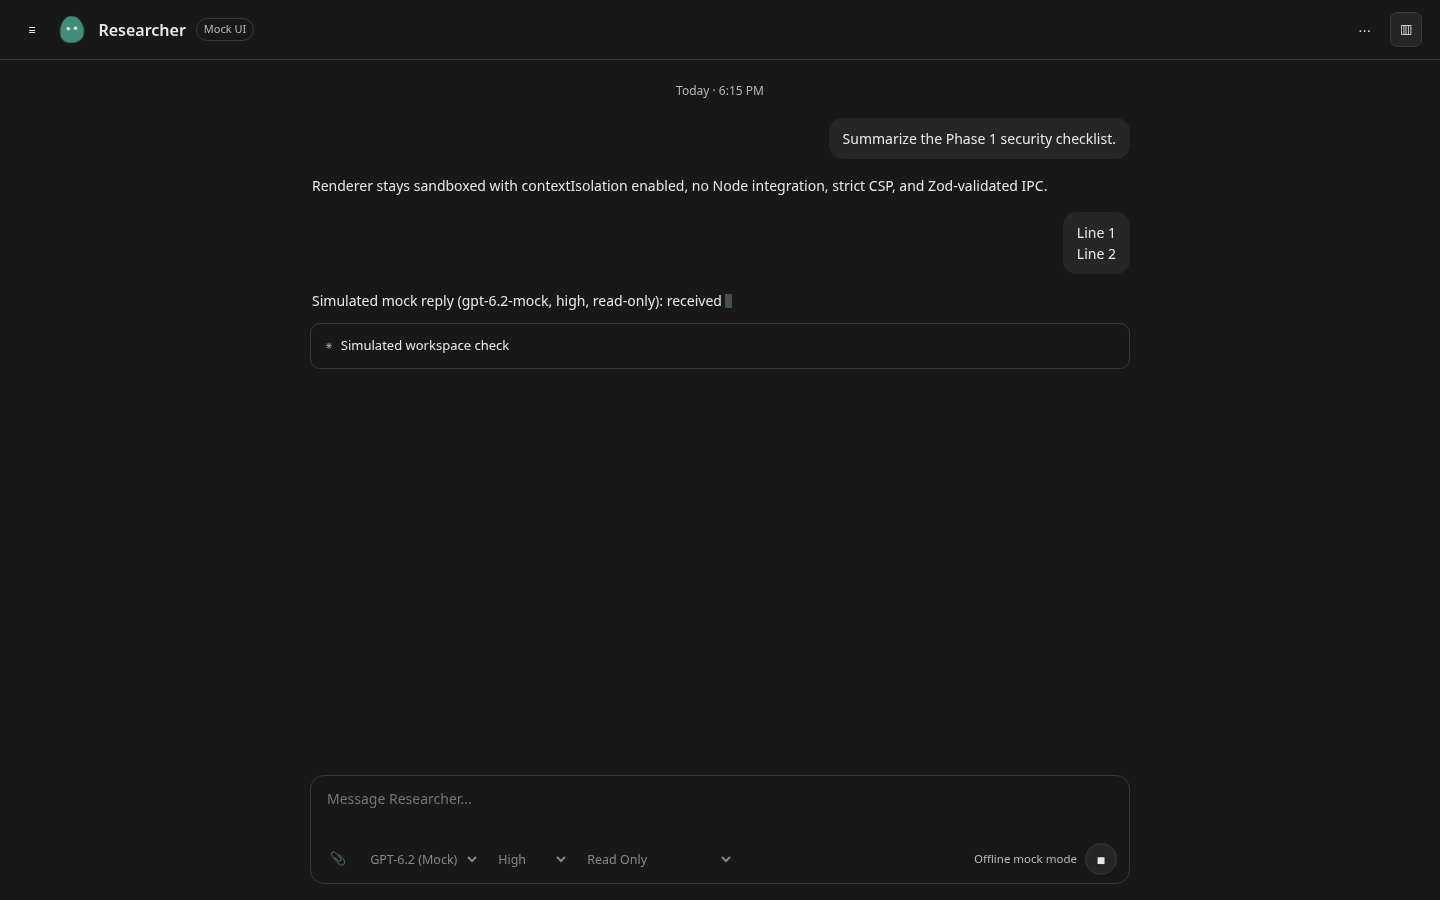 Researcher
Mock UI
Today · 6:15 PM
Summarize the Phase 1 security checklist.
Renderer stays sandboxed with contextIsolation enabled, no Node integration, strict CSP, and Zod-validated IPC.
Line 1
Line 2
Simulated mock reply (gpt-6.2-mock, high, read-only): received
Simulated workspace check
Message Researcher...
GPT-6.2 (Mock)
High
Read Only
Offline mock mode